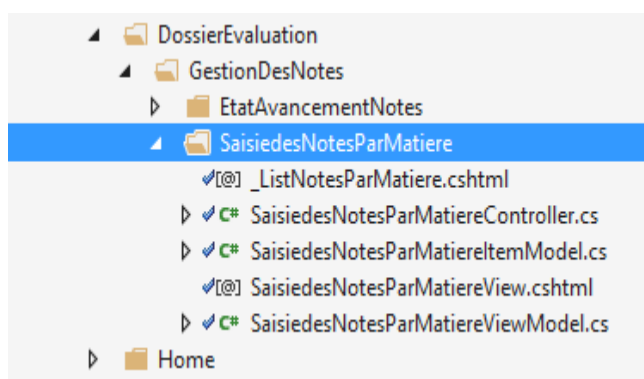 DossierEvaluation
GestionDesNotes
EtatAvancementNotes
SaisiedesNotesParMatiere
[@] _ListNotesParMatiere.cshtml
C# SaisiedesNotesParMatiereController.cs
C# SaisiedesNotesParMatiereItemModel.cs
[@] SaisiedesNotesParMatiereView.cshtml
C# SaisiedesNotesParMatiereViewModel.cs
Home